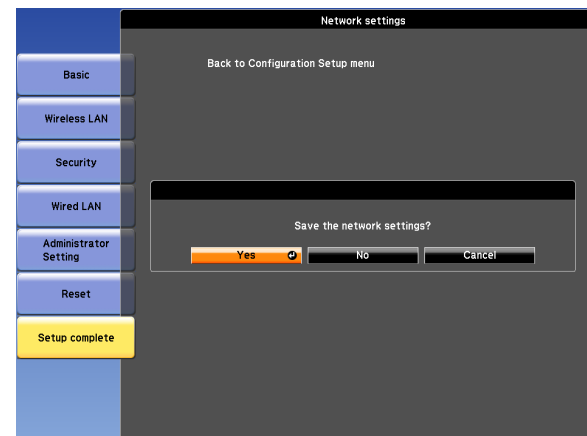 Network settings
Back to Configuration Setup menu
Basic
Wireless LAN
Security
Wired LAN
Administrator
Setting
Reset
Setup complete
Save the network settings?
Yes No Cancel